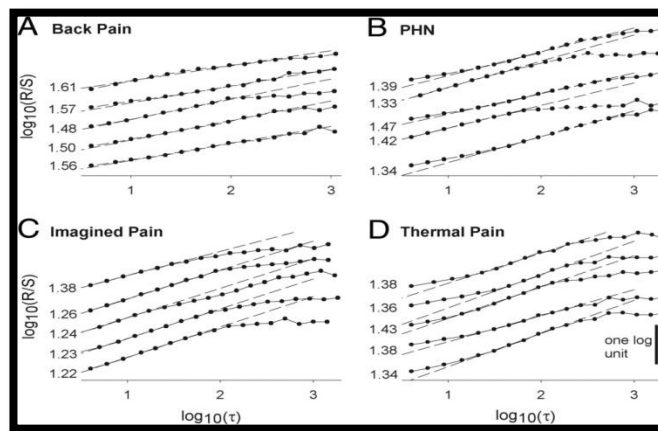 A Back Pain
log10(R/S)
1.61
1.57
1.48
1.50
1.56
1 2 3
B PHN
1.39
1.33
1.47
1.42
1.34
1 2 3
C Imagined Pain
log10(R/S)
1.38
1.26
1.24
1.23
1.22
1 2 3
log10(τ)
D Thermal Pain
1.38
1.36
1.43
1.38
1.34
one log
unit
1 2 3
log10(τ)